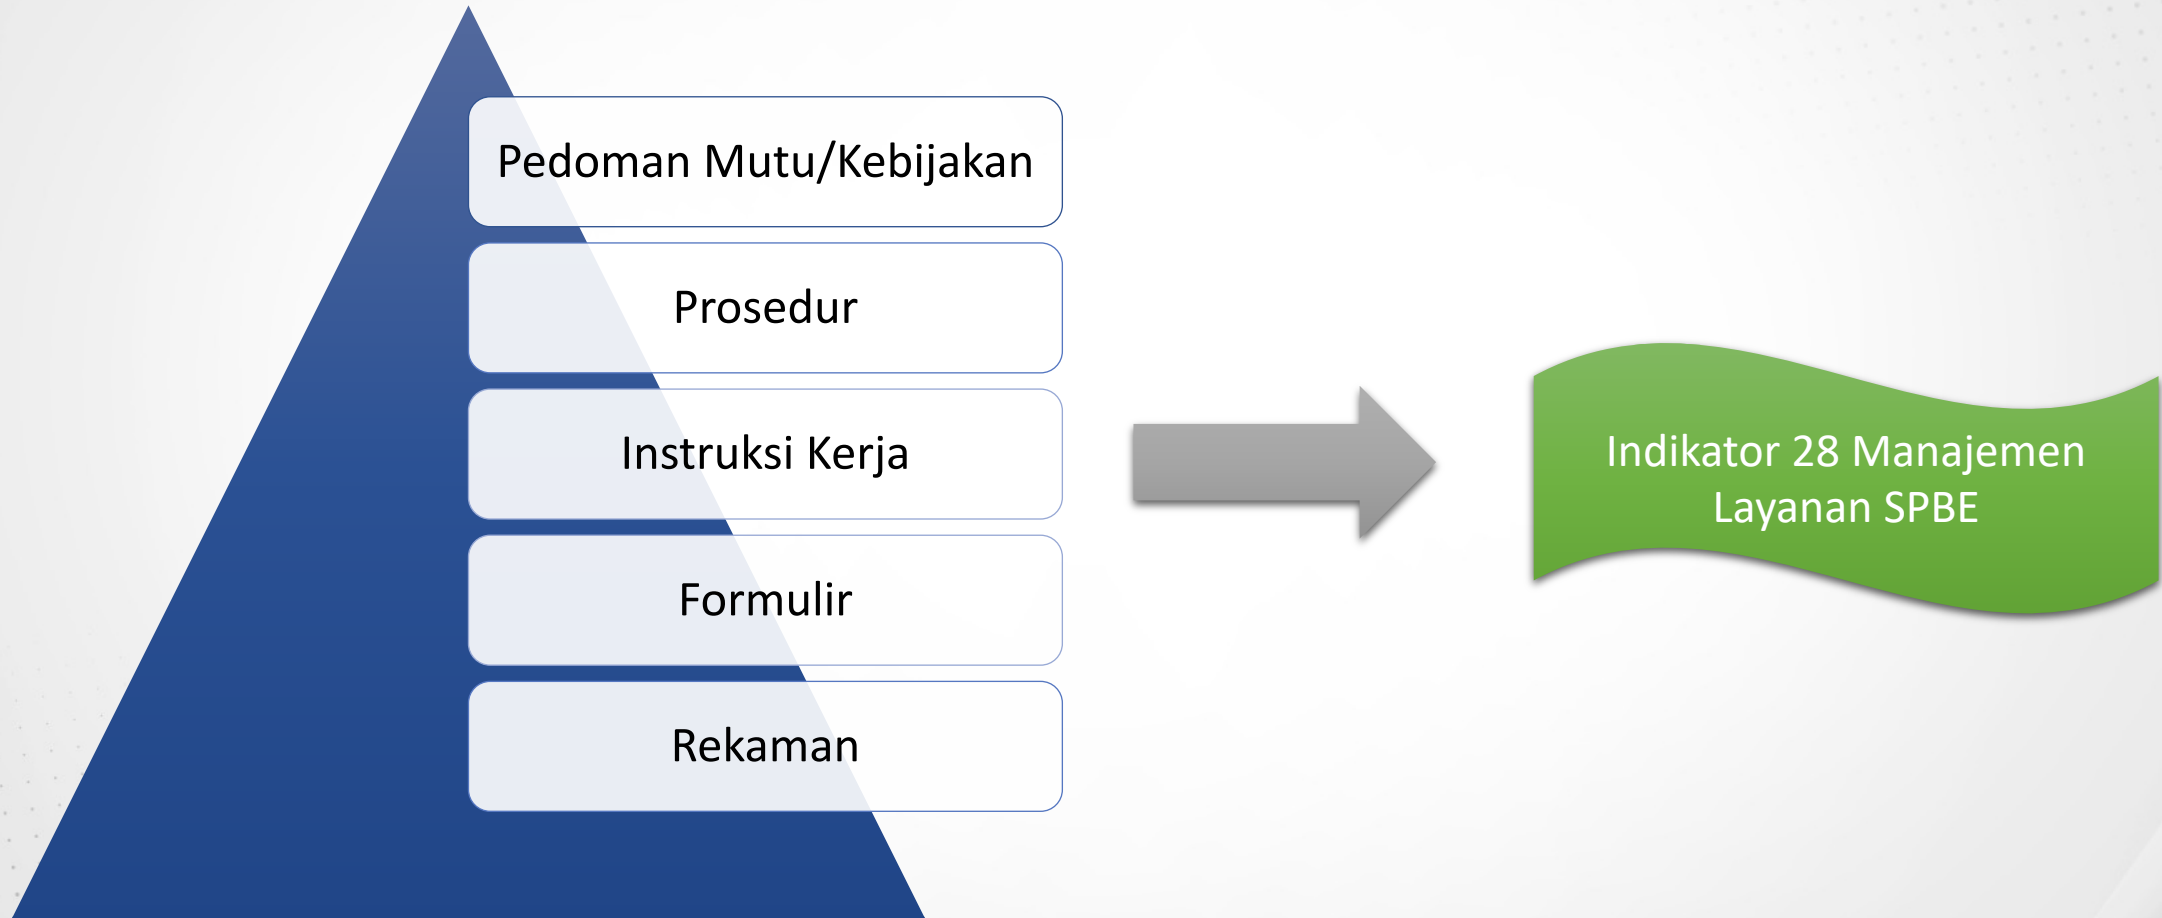 Pedoman Mutu/Kebijakan
Prosedur
Instruksi Kerja
Formulir
Rekaman
Indikator 28 Manajemen
Layanan SPBE